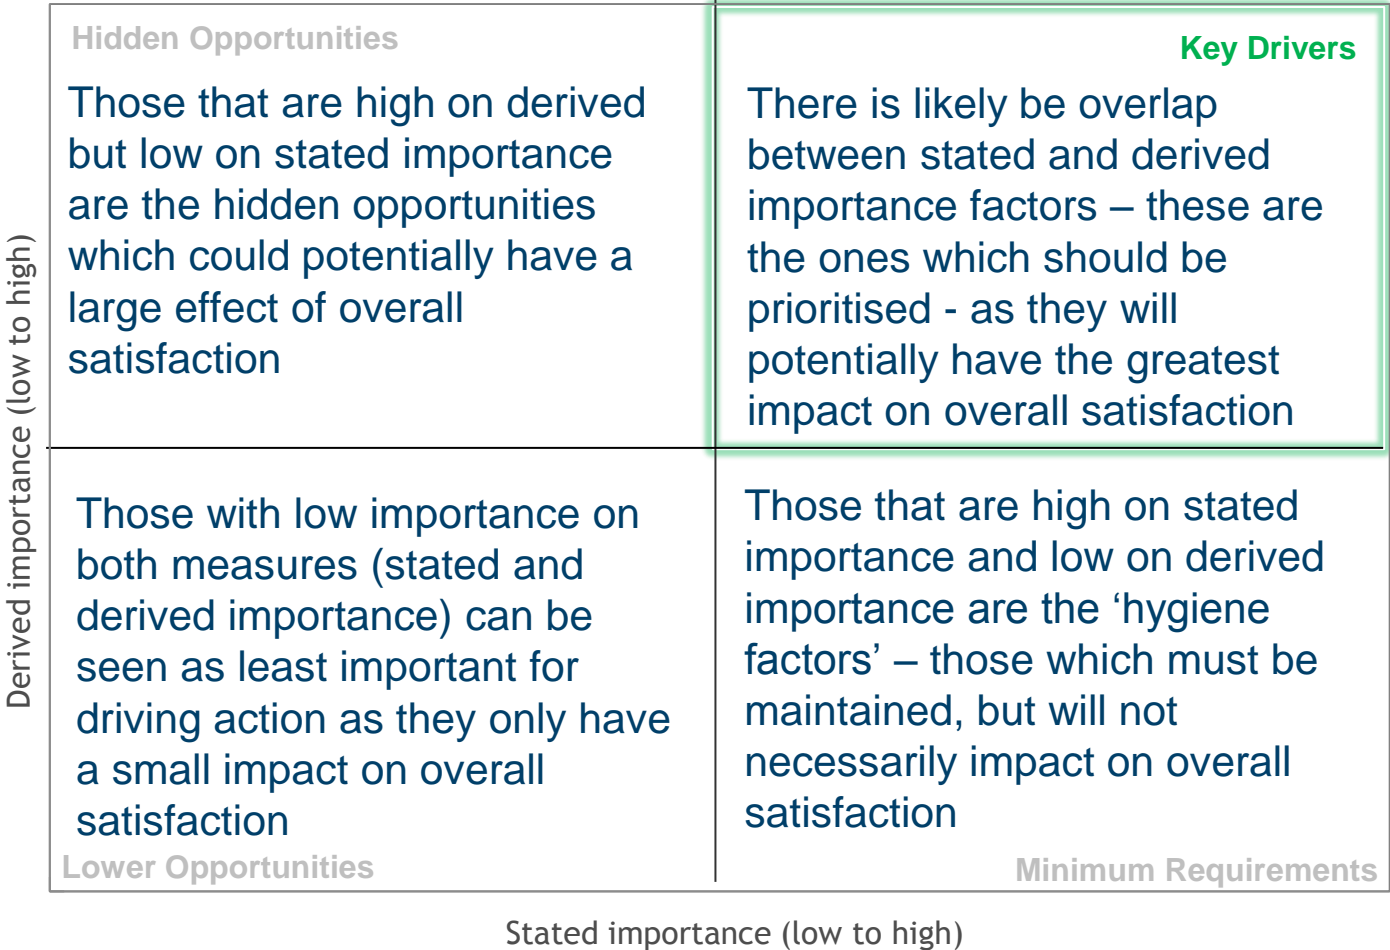 Hidden Opportunities
Those that are high on derived
but low on stated importance
are the hidden opportunities
which could potentially have a
large effect of overall
satisfaction
Key Drivers
There is likely be overlap
between stated and derived
importance factors – these are
the ones which should be
prioritised - as they will
potentially have the greatest
impact on overall satisfaction
Those with low importance on
both measures (stated and
derived importance) can be
seen as least important for
driving action as they only have
a small impact on overall
satisfaction
Lower Opportunities
Those that are high on stated
importance and low on derived
importance are the ‘hygiene
factors’ – those which must be
maintained, but will not
necessarily impact on overall
satisfaction
Minimum Requirements
Derived importance (low to high)
Stated importance (low to high)